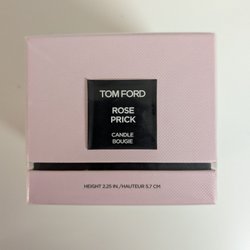 TOM FORD
ROSE
PRICK
CANDLE
BOUGIE
HEIGHT 2.25 IN./HAUTEUR 5.7 CM